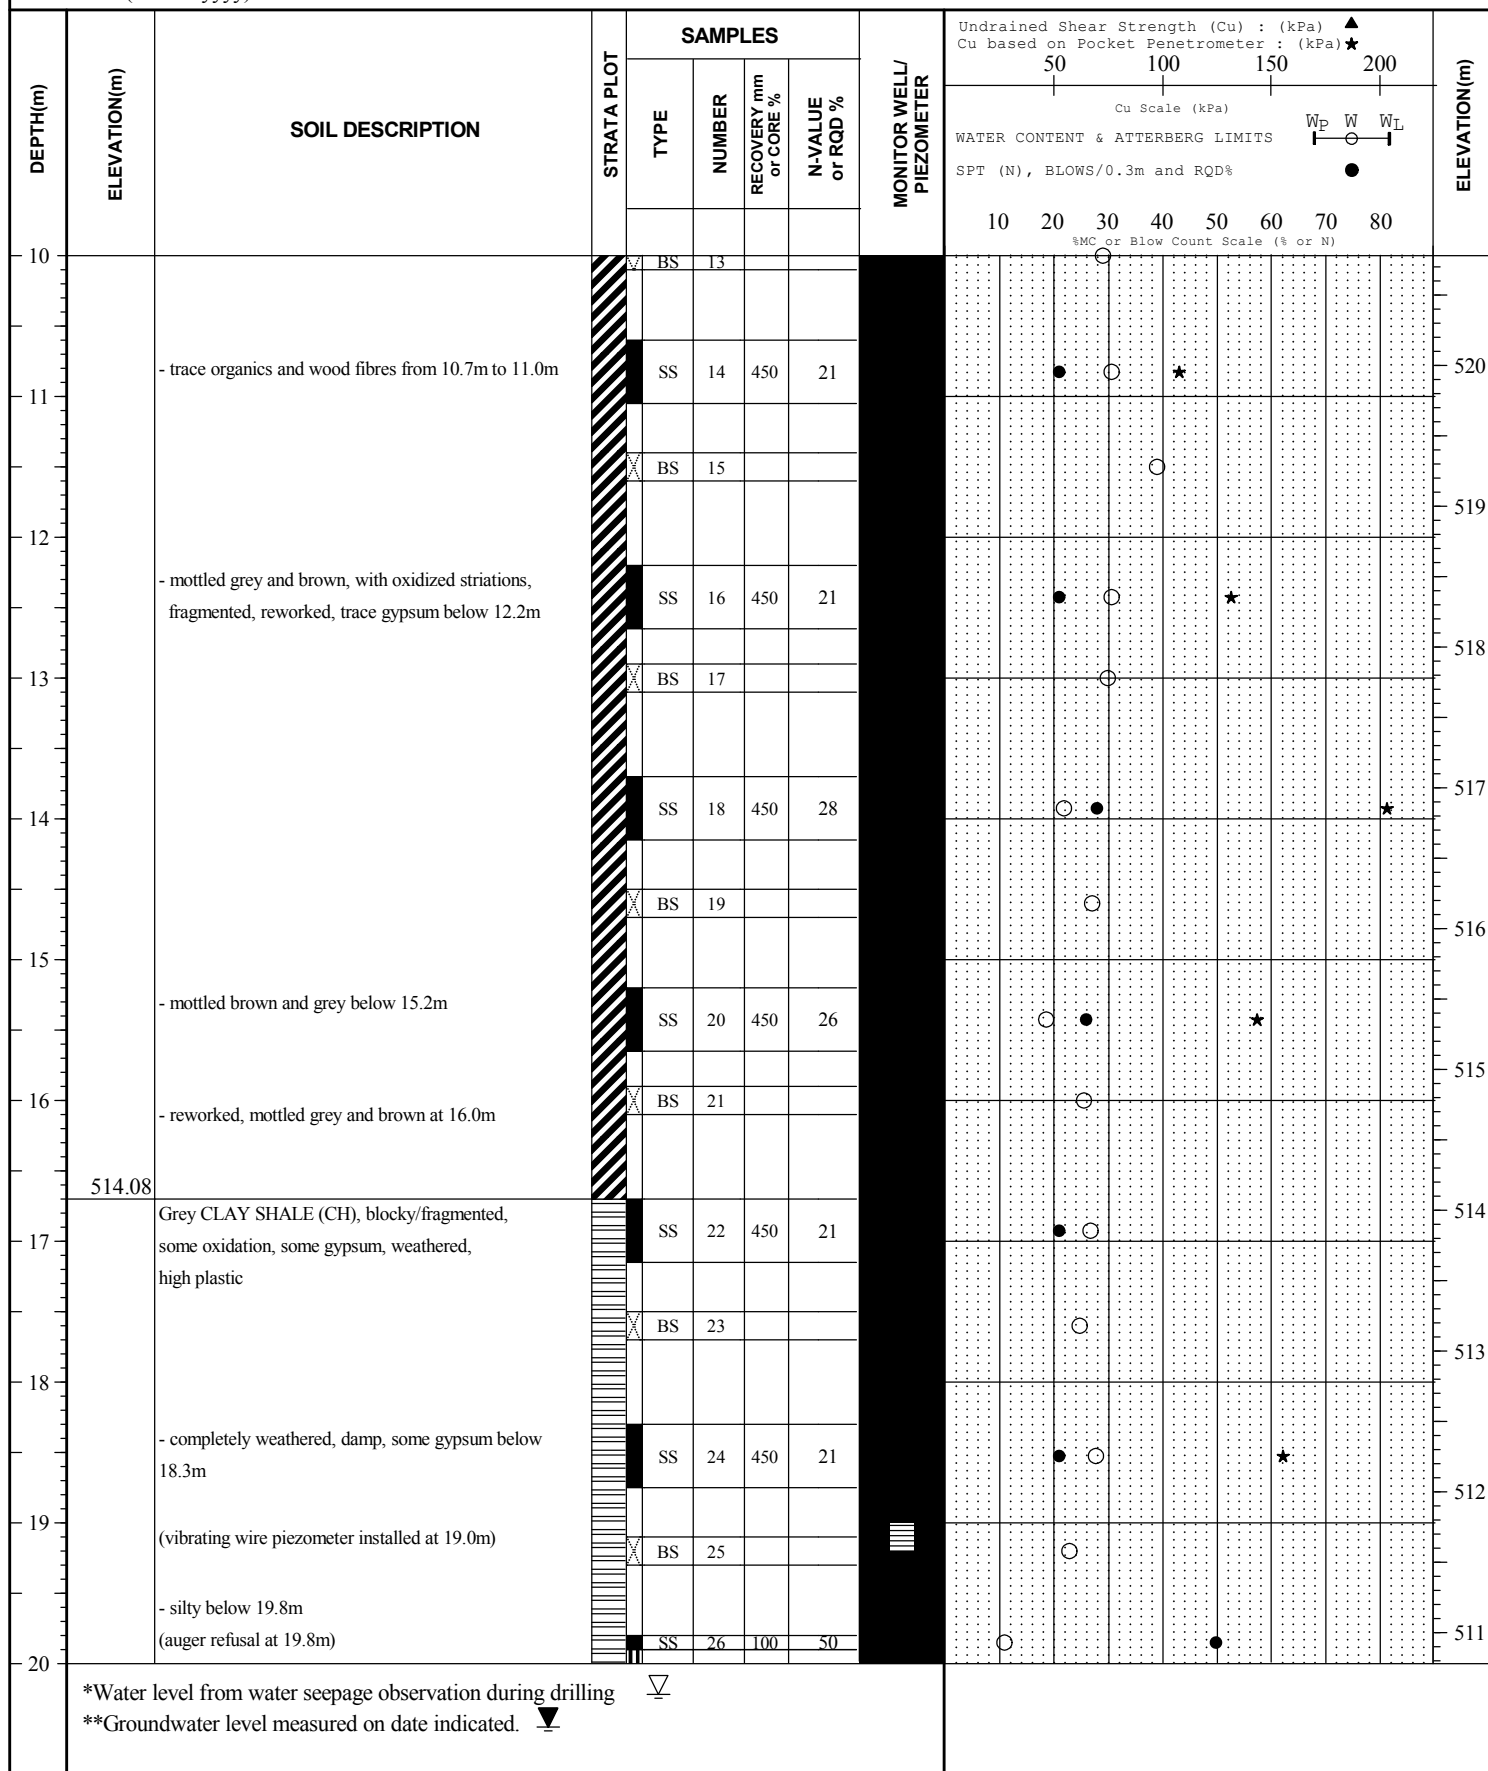 DEPTH(m)
ELEVATION(m)
SOIL DESCRIPTION
STRATA PLOT
SAMPLES
TYPE
NUMBER
RECOVERY mm
or CORE %
N-VALUE
or RQD %
MONITOR WELL/
PIEZOMETER
Undrained Shear Strength (Cu) : (kPa) ▲
Cu based on Pocket Penetrometer : (kPa) ★
50 100 150 200
Cu Scale (kPa)
WP W WL
WATER CONTENT & ATTERBERG LIMITS
SPT (N), BLOWS/0.3m and RQD% ●
10 20 30 40 50 60 70 80
%MC or Blow Count Scale (% or N)
ELEVATION(m)
10
BS 13
- trace organics and wood fibres from 10.7m to 11.0m
SS 14 450 21
520
11
BS 15
519
12
- mottled grey and brown, with oxidized striations,
fragmented, reworked, trace gypsum below 12.2m
SS 16 450 21
518
13
BS 17
517
SS 18 450 28
14
BS 19
516
15
- mottled brown and grey below 15.2m
SS 20 450 26
515
16
BS 21
- reworked, mottled grey and brown at 16.0m
514.08
Grey CLAY SHALE (CH), blocky/fragmented,
some oxidation, some gypsum, weathered,
high plastic
SS 22 450 21
514
17
BS 23
513
18
- completely weathered, damp, some gypsum below
18.3m
SS 24 450 21
512
19
(vibrating wire piezometer installed at 19.0m)
BS 25
- silty below 19.8m
(auger refusal at 19.8m)
SS 26 100 50
511
20
*Water level from water seepage observation during drilling
**Groundwater level measured on date indicated.